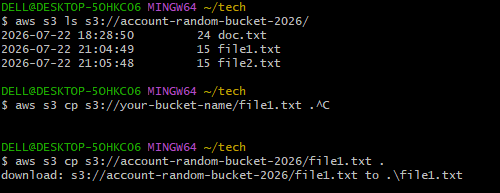 DELL@DESKTOP-5OHKCO6 MINGW64 ~/tech
$ aws s3 ls s3://account-random-bucket-2026/
2026-07-22 18:28:50         24 doc.txt
2026-07-22 21:04:49         15 file1.txt
2026-07-22 21:05:48         15 file2.txt
DELL@DESKTOP-5OHKCO6 MINGW64 ~/tech
$ aws s3 cp s3://your-bucket-name/file1.txt .^C
DELL@DESKTOP-5OHKCO6 MINGW64 ~/tech
$ aws s3 cp s3://account-random-bucket-2026/file1.txt .
download: s3://account-random-bucket-2026/file1.txt to .\file1.txt